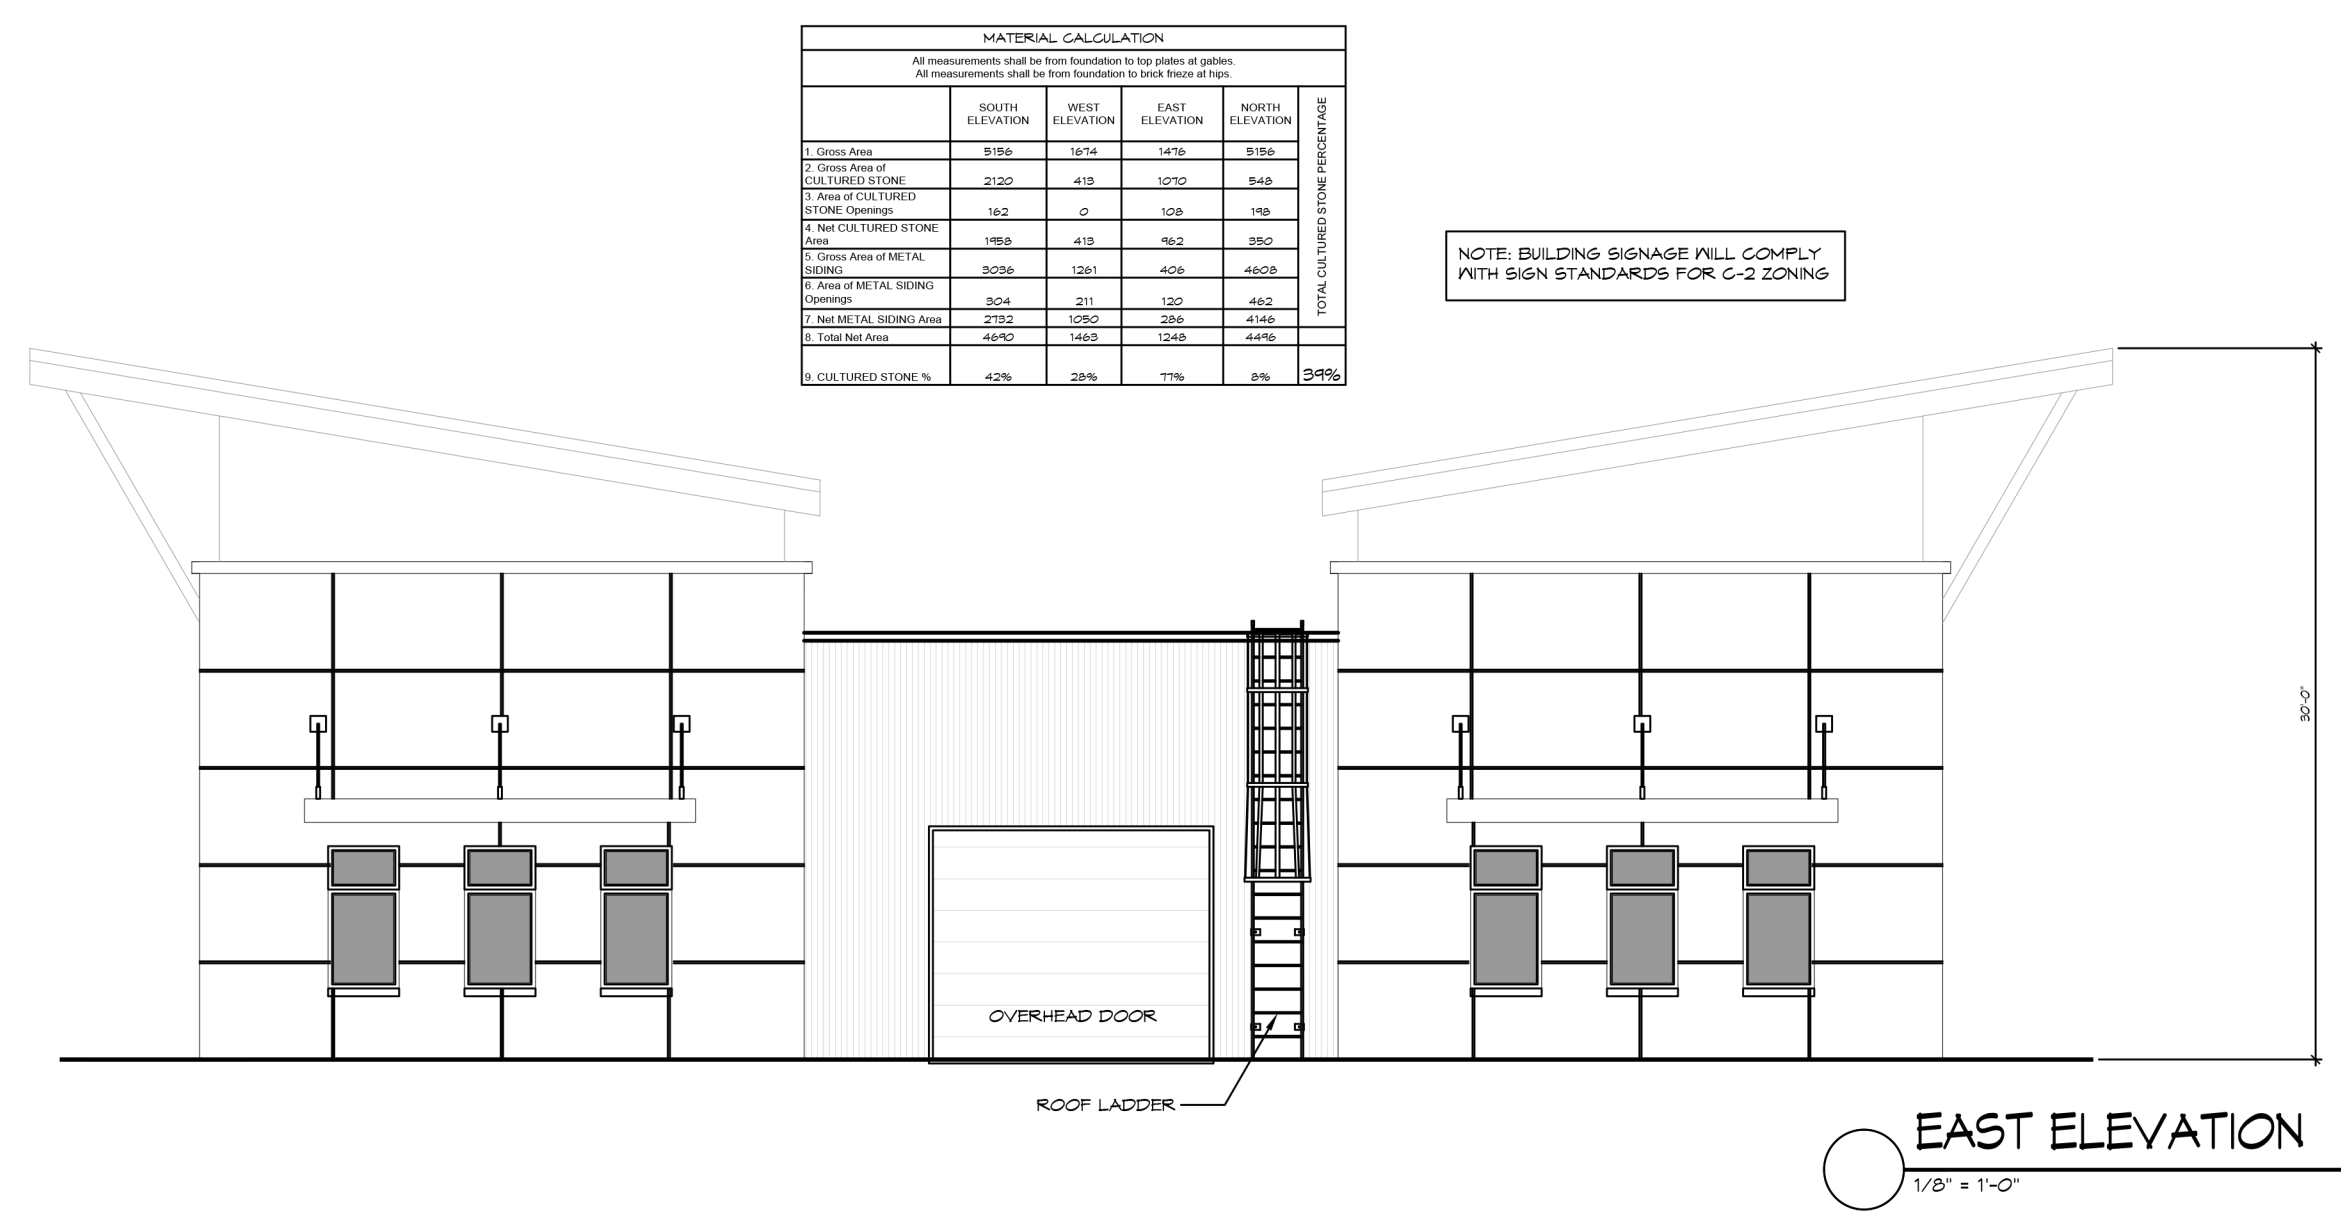 MATERIAL CALCULATION
All measurements shall be from foundation to top plates at gables.
All measurements shall be from foundation to brick frieze at hips.
SOUTH ELEVATION WEST ELEVATION EAST ELEVATION NORTH ELEVATION TOTAL CULTURED STONE PERCENTAGE
1. Gross Area 5156 1674 1476 5156
2. Gross Area of
CULTURED STONE 2120 413 1070 548
3. Area of CULTURED
STONE Openings 162 0 108 198
4. Net CULTURED STONE
Area 1958 413 962 350
5. Gross Area of METAL
SIDING 3036 1261 406 4608
6. Area of METAL SIDING
Openings 304 211 120 462
7. Net METAL SIDING Area 2732 1050 286 4146
8. Total Net Area 4690 1463 1248 4496
9. CULTURED STONE % 42% 28% 77% 8% 39%
NOTE: BUILDING SIGNAGE WILL COMPLY
WITH SIGN STANDARDS FOR C-2 ZONING
30'-0"
OVERHEAD DOOR
ROOF LADDER
EAST ELEVATION
1/8" = 1'-0"